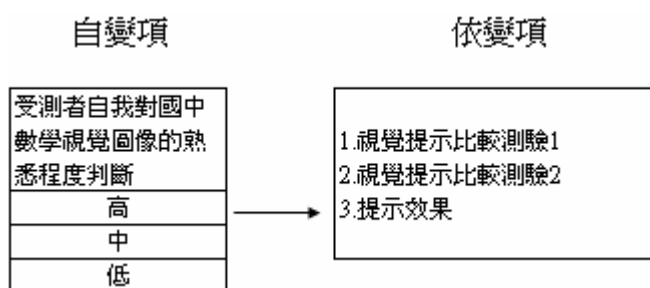 自變項
依變項
受測者自我對國中
數學視覺圖像的熟
悉程度判斷
高
中
低
1.視覺提示比較測驗1
2.視覺提示比較測驗2
3.提示效果